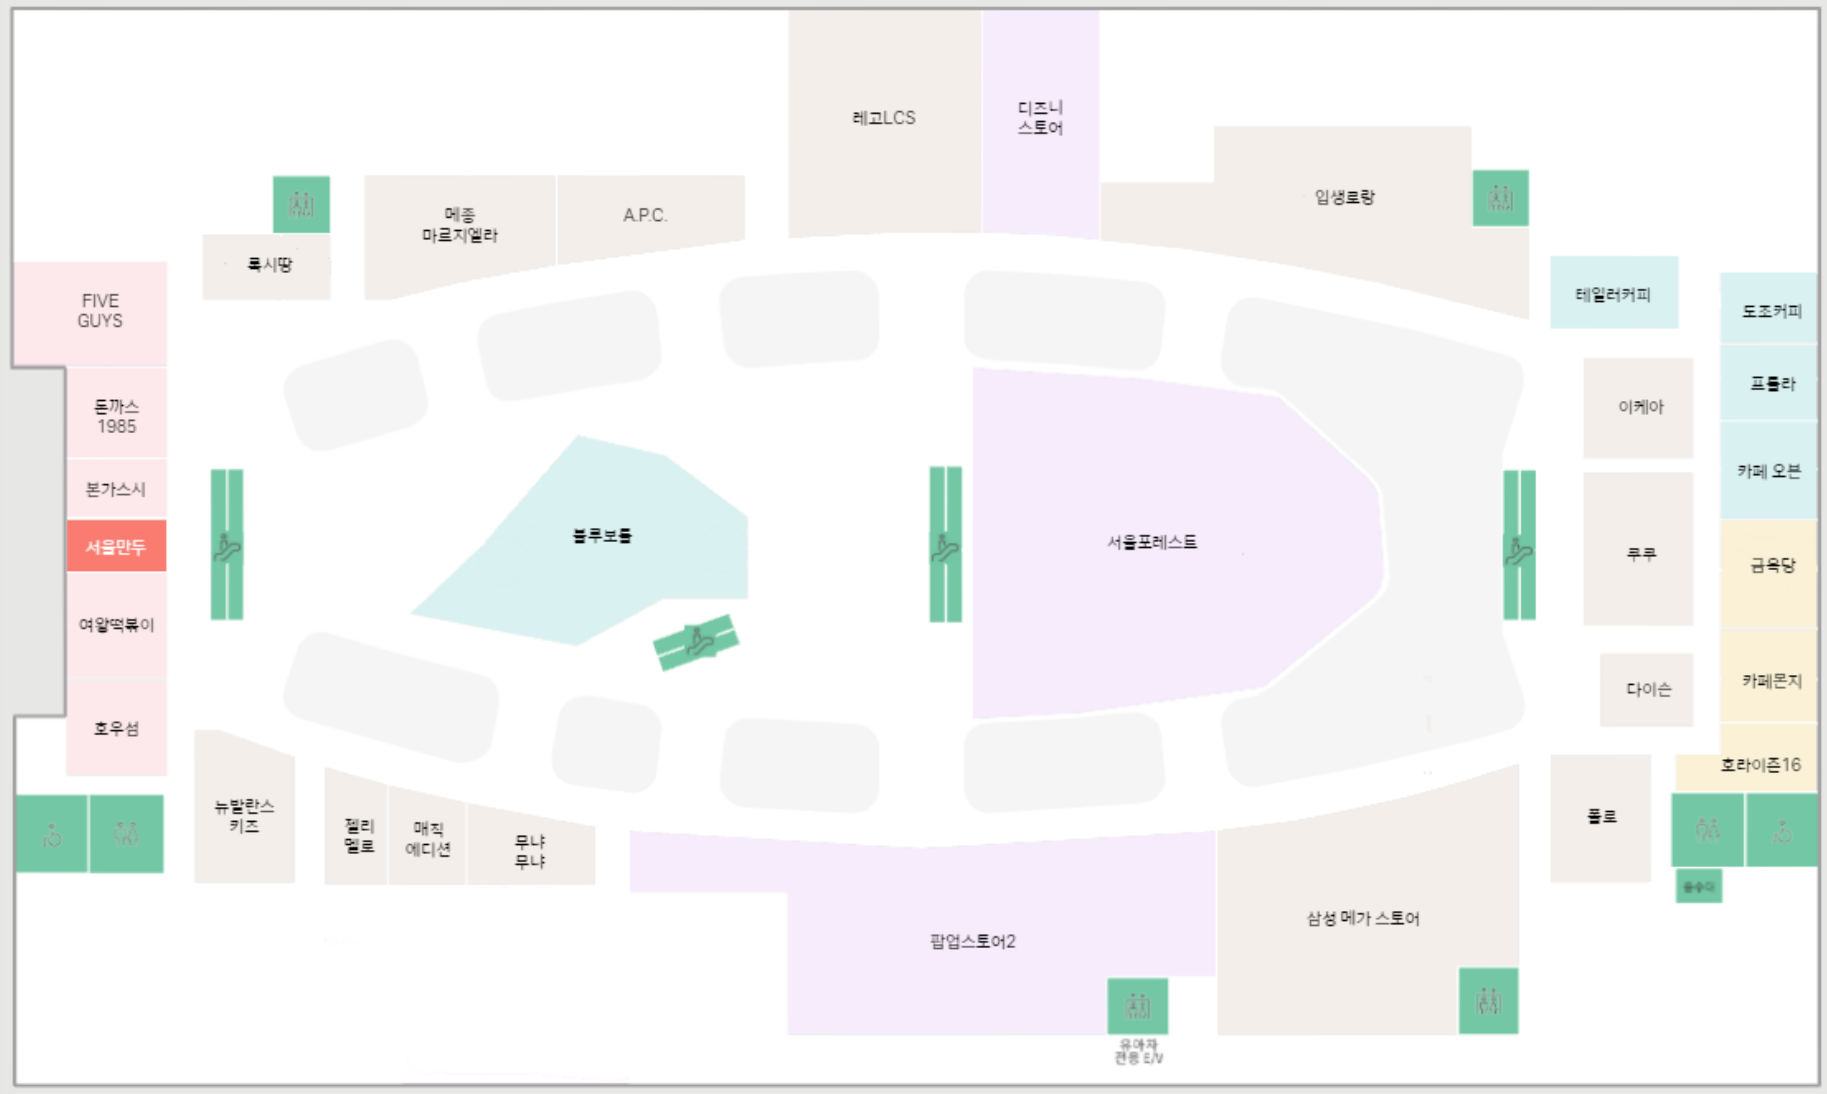 레고LCS
디즈니
스토어
입생로랑
메종
마르지엘라
A.P.C.
록시땅
FIVE
GUYS
테일러커피
도조커피
돈까스
1985
이케아
프룰라
본가스시
카페 오븐
서울만두
블루보틀
서울포레스트
쿠쿠
금옥당
여왕떡볶이
다이슨
카페몬지
호우섬
호라이즌16
뉴발란스
키즈
젤리
멜로
매직
에디션
무냐
무냐
폴로
음수대
삼성 메가 스토어
팝업스토어2
유아차
전용 E/V